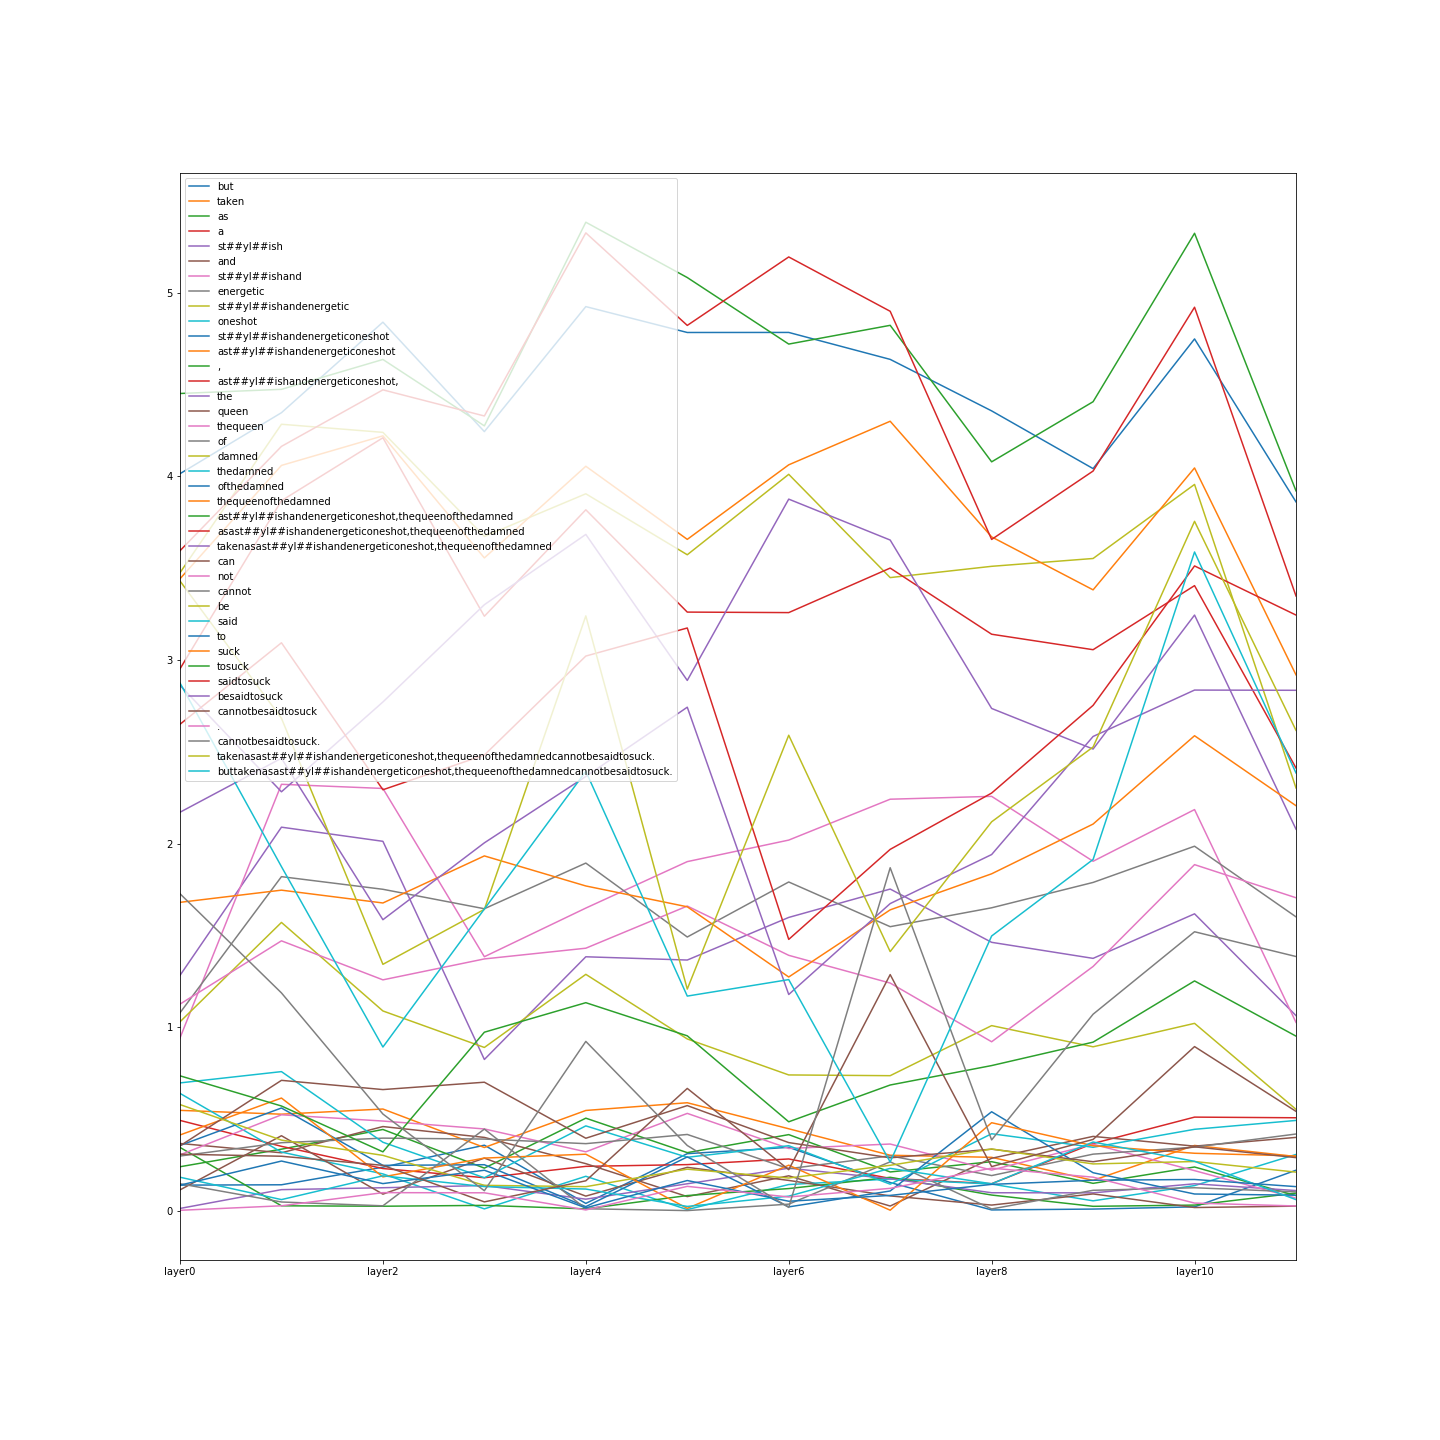 but
taken
as
a
st##yl##ish
and
st##yl##ishand
energetic
st##yl##ishandenergetic
oneshot
st##yl##ishandenergeticoneshot
ast##yl##ishandenergeticoneshot
,
ast##yl##ishandenergeticoneshot,
the
queen
thequeen
of
damned
thedamned
ofthedamned
thequeenofthedamned
ast##yl##ishandenergeticoneshot,thequeenofthedamned
asast##yl##ishandenergeticoneshot,thequeenofthedamned
takenasast##yl##ishandenergeticoneshot,thequeenofthedamned
can
not
cannot
be
said
to
suck
tosuck
saidtosuck
besaidtosuck
cannotbesaidtosuck
.
cannotbesaidtosuck.
takenasast##yl##ishandenergeticoneshot,thequeenofthedamnedcannotbesaidtosuck.
buttakenasast##yl##ishandenergeticoneshot,thequeenofthedamnedcannotbesaidtosuck.
5
4
3
2
1
0
layer0 layer2 layer4 layer6 layer8 layer10